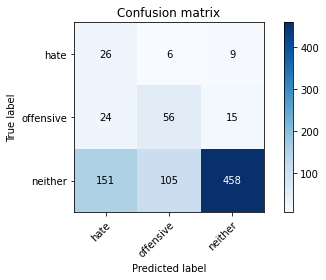 Confusion matrix
hate 26 6 9
offensive 24 56 15
neither 151 105 458
hate offensive neither
Predicted label
True label
400
300
200
100